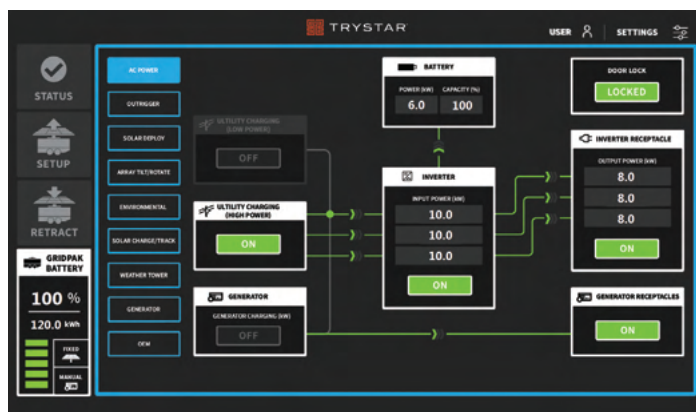 TRYSTAR
USER
SETTINGS
STATUS
SETUP
RETRACT
GRIDPAK
BATTERY
100 %
120.0 kWh
FIXED
MANUAL
AC POWER
OUTRIGGER
SOLAR DEPLOY
ARRAY TILT/ROTATE
ENVIRONMENTAL
SOLAR CHARGE/TRACK
WEATHER TOWER
GENERATOR
OEM
ULTILITY CHARGING
(LOW POWER)
OFF
ULTILITY CHARGING
(HIGH POWER)
ON
GENERATOR
GENERATOR CHARGING (kW)
OFF
BATTERY
POWER (kW) CAPACITY (%)
6.0 100
INVERTER
INPUT POWER (kW)
10.0
10.0
10.0
ON
DOOR LOCK
LOCKED
INVERTER RECEPTACLE
OUTPUT POWER (kW)
8.0
8.0
8.0
ON
GENERATOR RECEPTACLES
ON